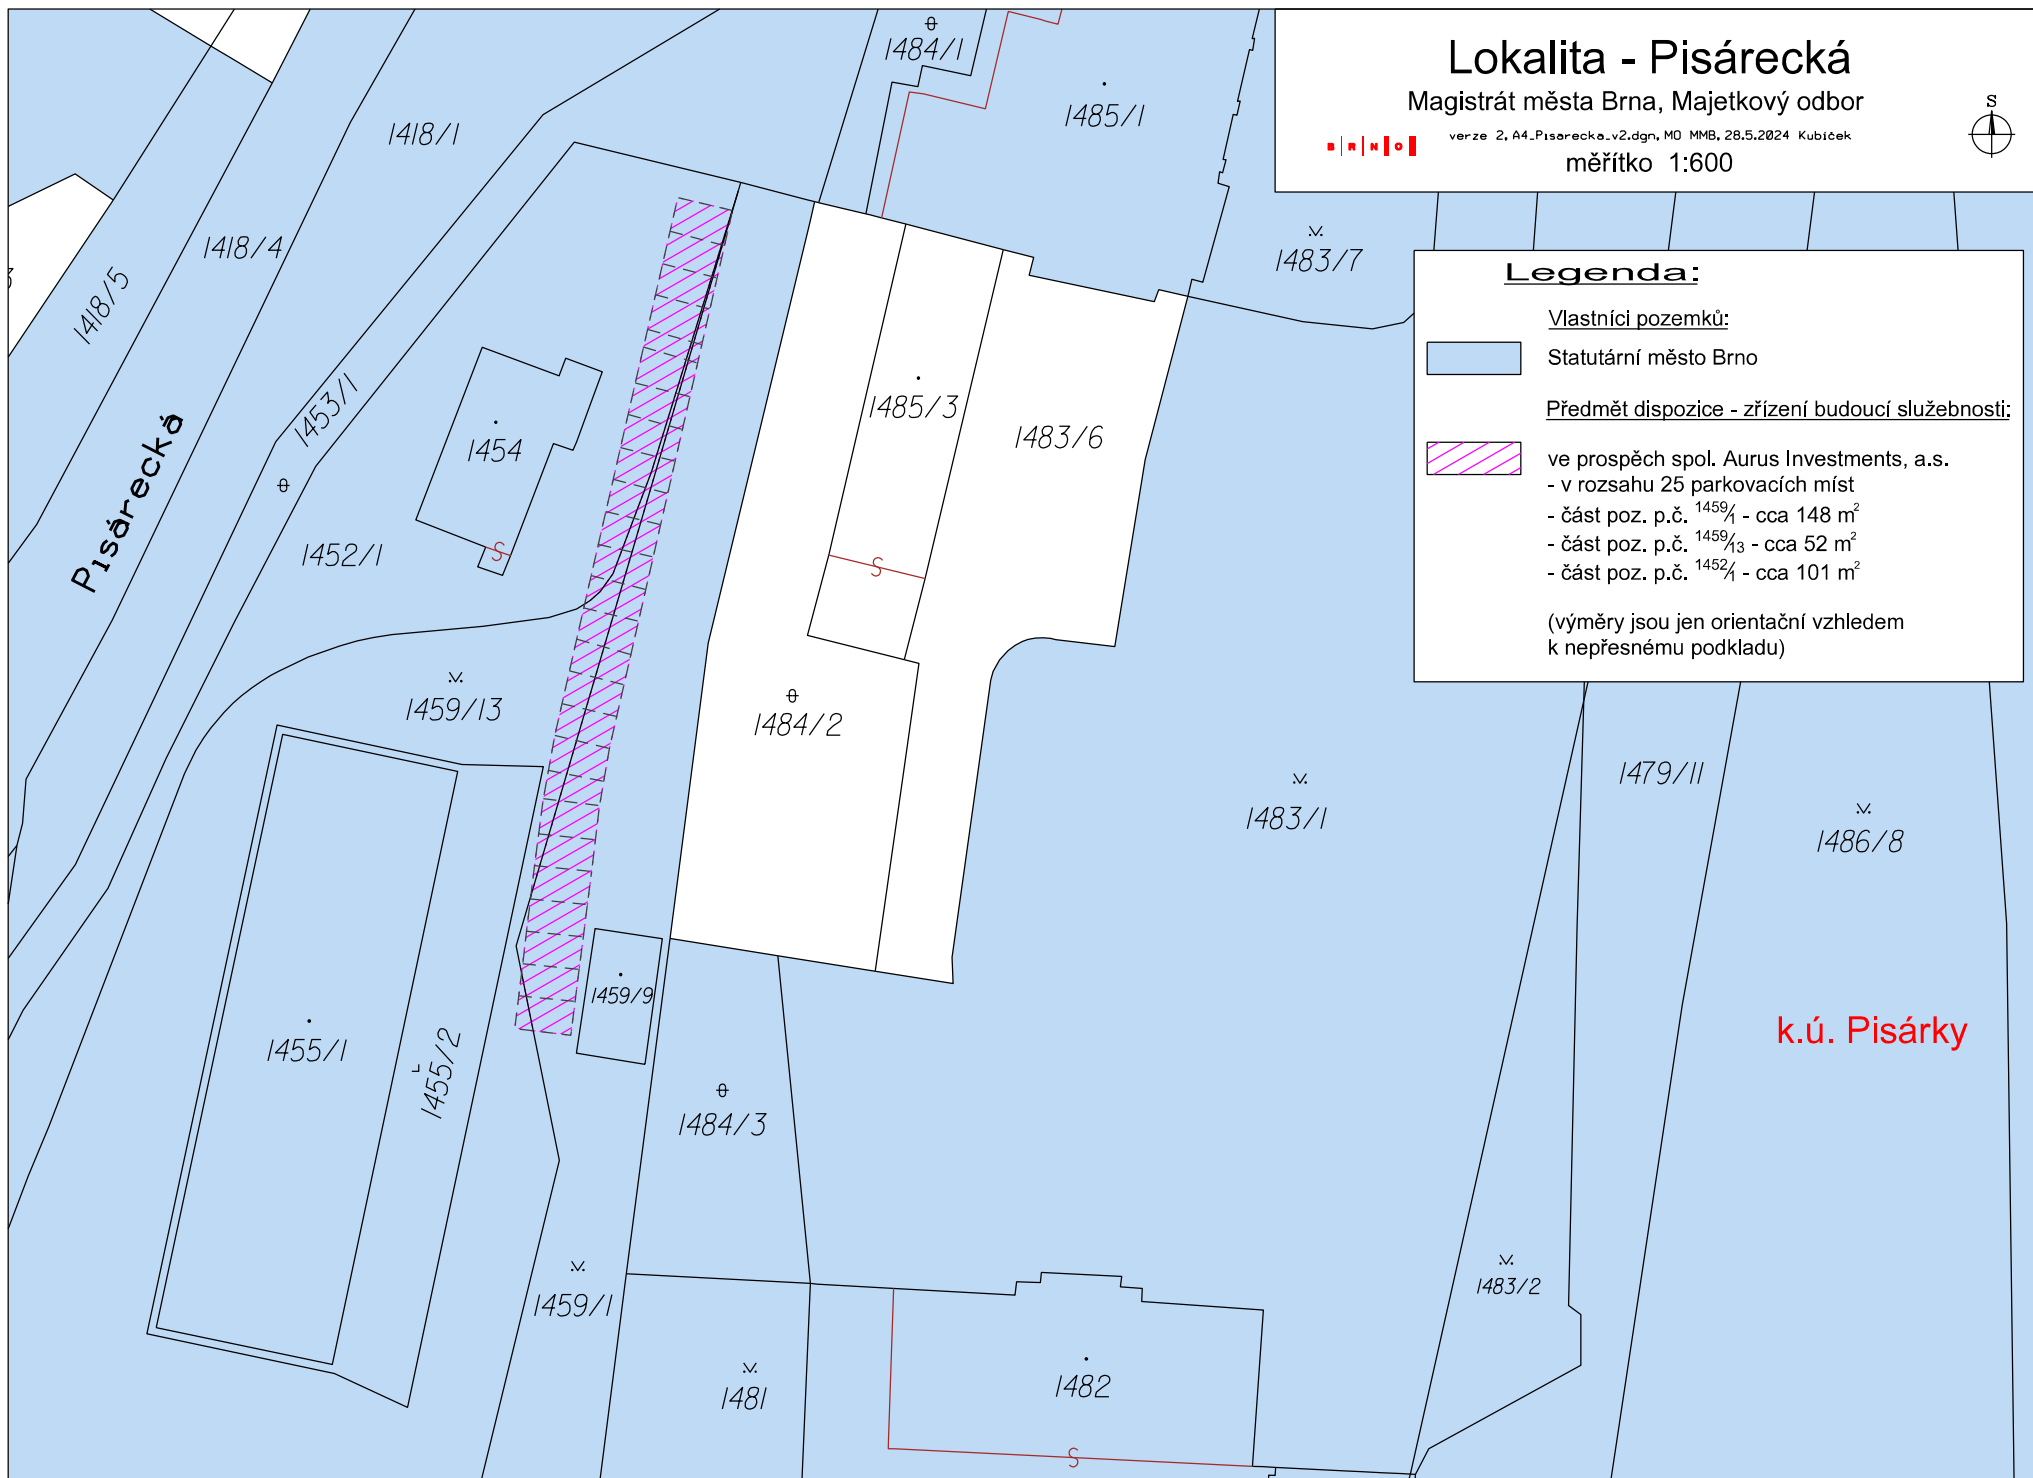 Lokalita - Pisárecká
Magistrát města Brna, Majetkový odbor
verze 2, A4_Pisarecka_v2.dgn, MO MMB, 28.5.2024 Kubíček
B R N O
měřítko 1:600
S
Legenda:
Vlastníci pozemků:
Statutární město Brno
Předmět dispozice - zřízení budoucí služebnosti:
ve prospěch spol. Aurus Investments, a.s.
- v rozsahu 25 parkovacích míst
- část poz. p.č. 1459/1 - cca 148 m²
- část poz. p.č. 1459/13 - cca 52 m²
- část poz. p.č. 1452/1 - cca 101 m²
(výměry jsou jen orientační vzhledem
k nepřesnému podkladu)
1484/1
1485/1
1418/1
1418/4
1418/5
1483/7
1453/1
1485/3
1483/6
1454
Pisárecká
1452/1
1459/13
1484/2
1479/11
1483/1
1486/8
1459/9
k.ú. Pisárky
1455/1
1455/2
1484/3
1483/2
1459/1
1481
1482